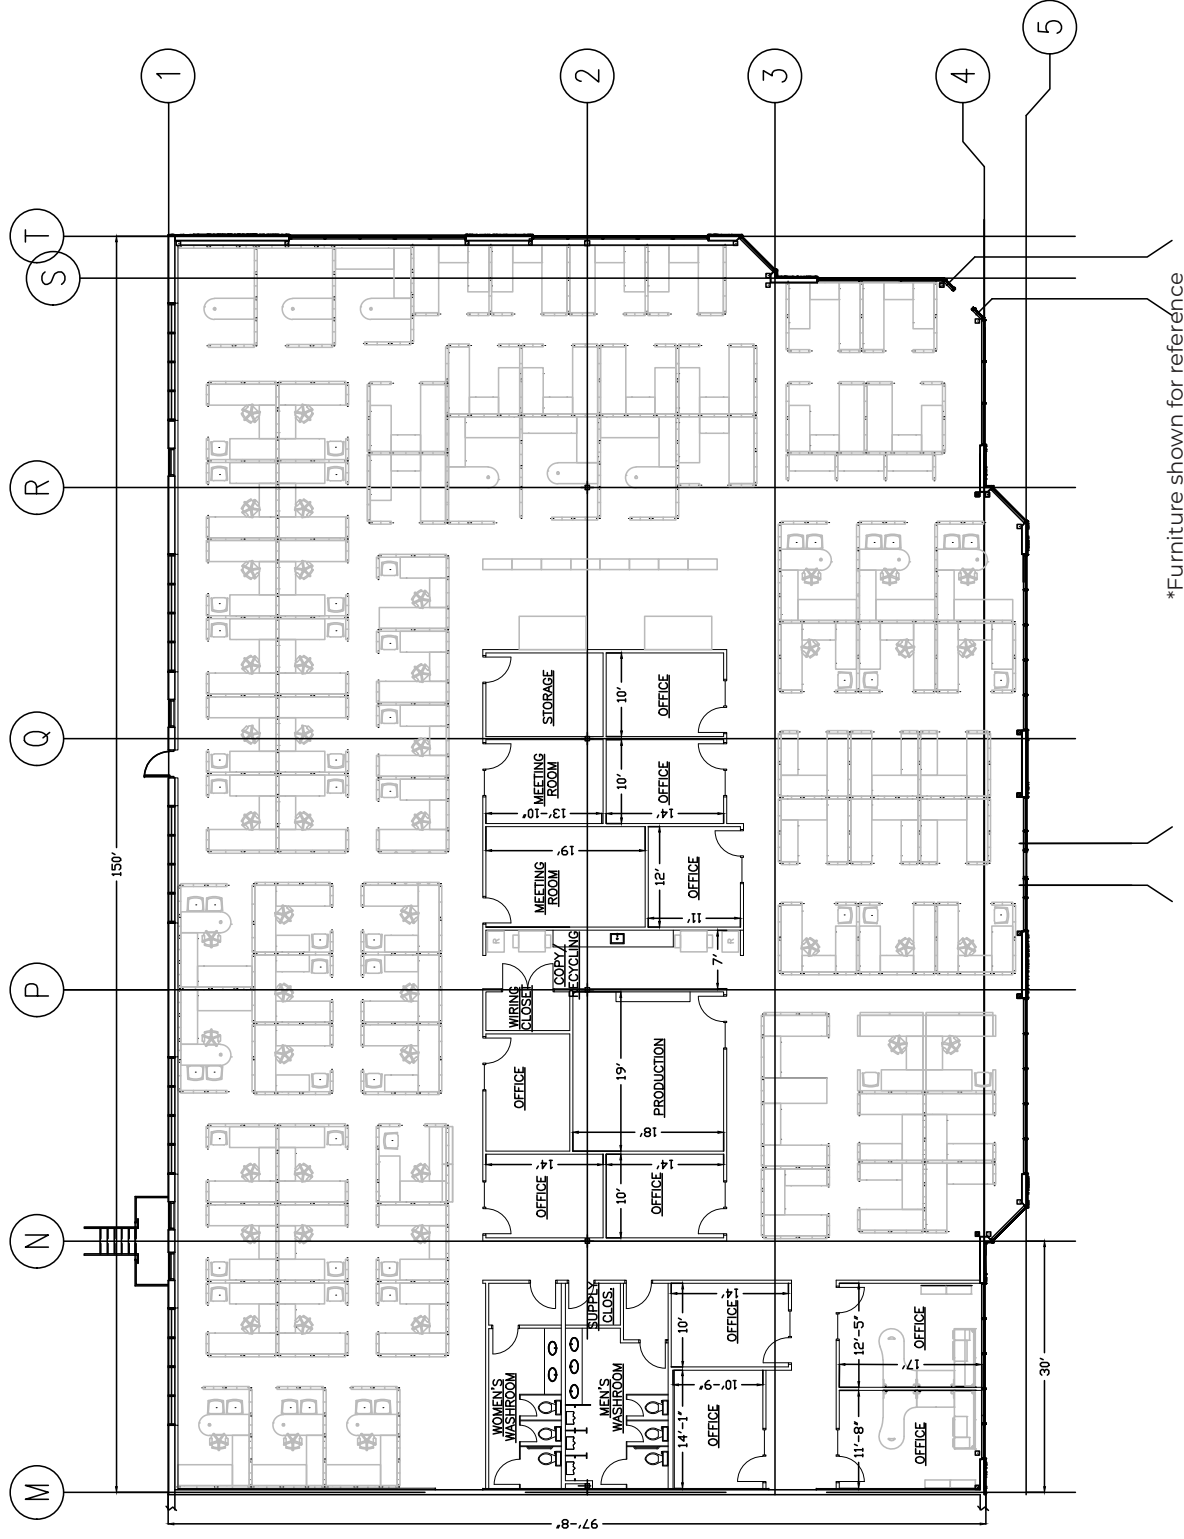 1
2
3
4
5
T
S
R
Q
P
N
M
150'
97'-8"
30'
STORAGE
10'
OFFICE
MEETING
ROOM
13'-10"
10'
OFFICE
14'
MEETING
ROOM
19'
12'
OFFICE
11'
R
R
COPY/
RECYCLING
7'
WIRING
CLOSET
OFFICE
PRODUCTION
19'
18'
OFFICE
14'
OFFICE
14'
10'
SUPPLY
CLOS.
WOMEN'S
WASHROOM
MEN'S
WASHROOM
OFFICE
14'
10'
OFFICE
10'-9"
14'-1"
OFFICE
12'-5"
17'
OFFICE
11'-8"
*Furniture shown for reference